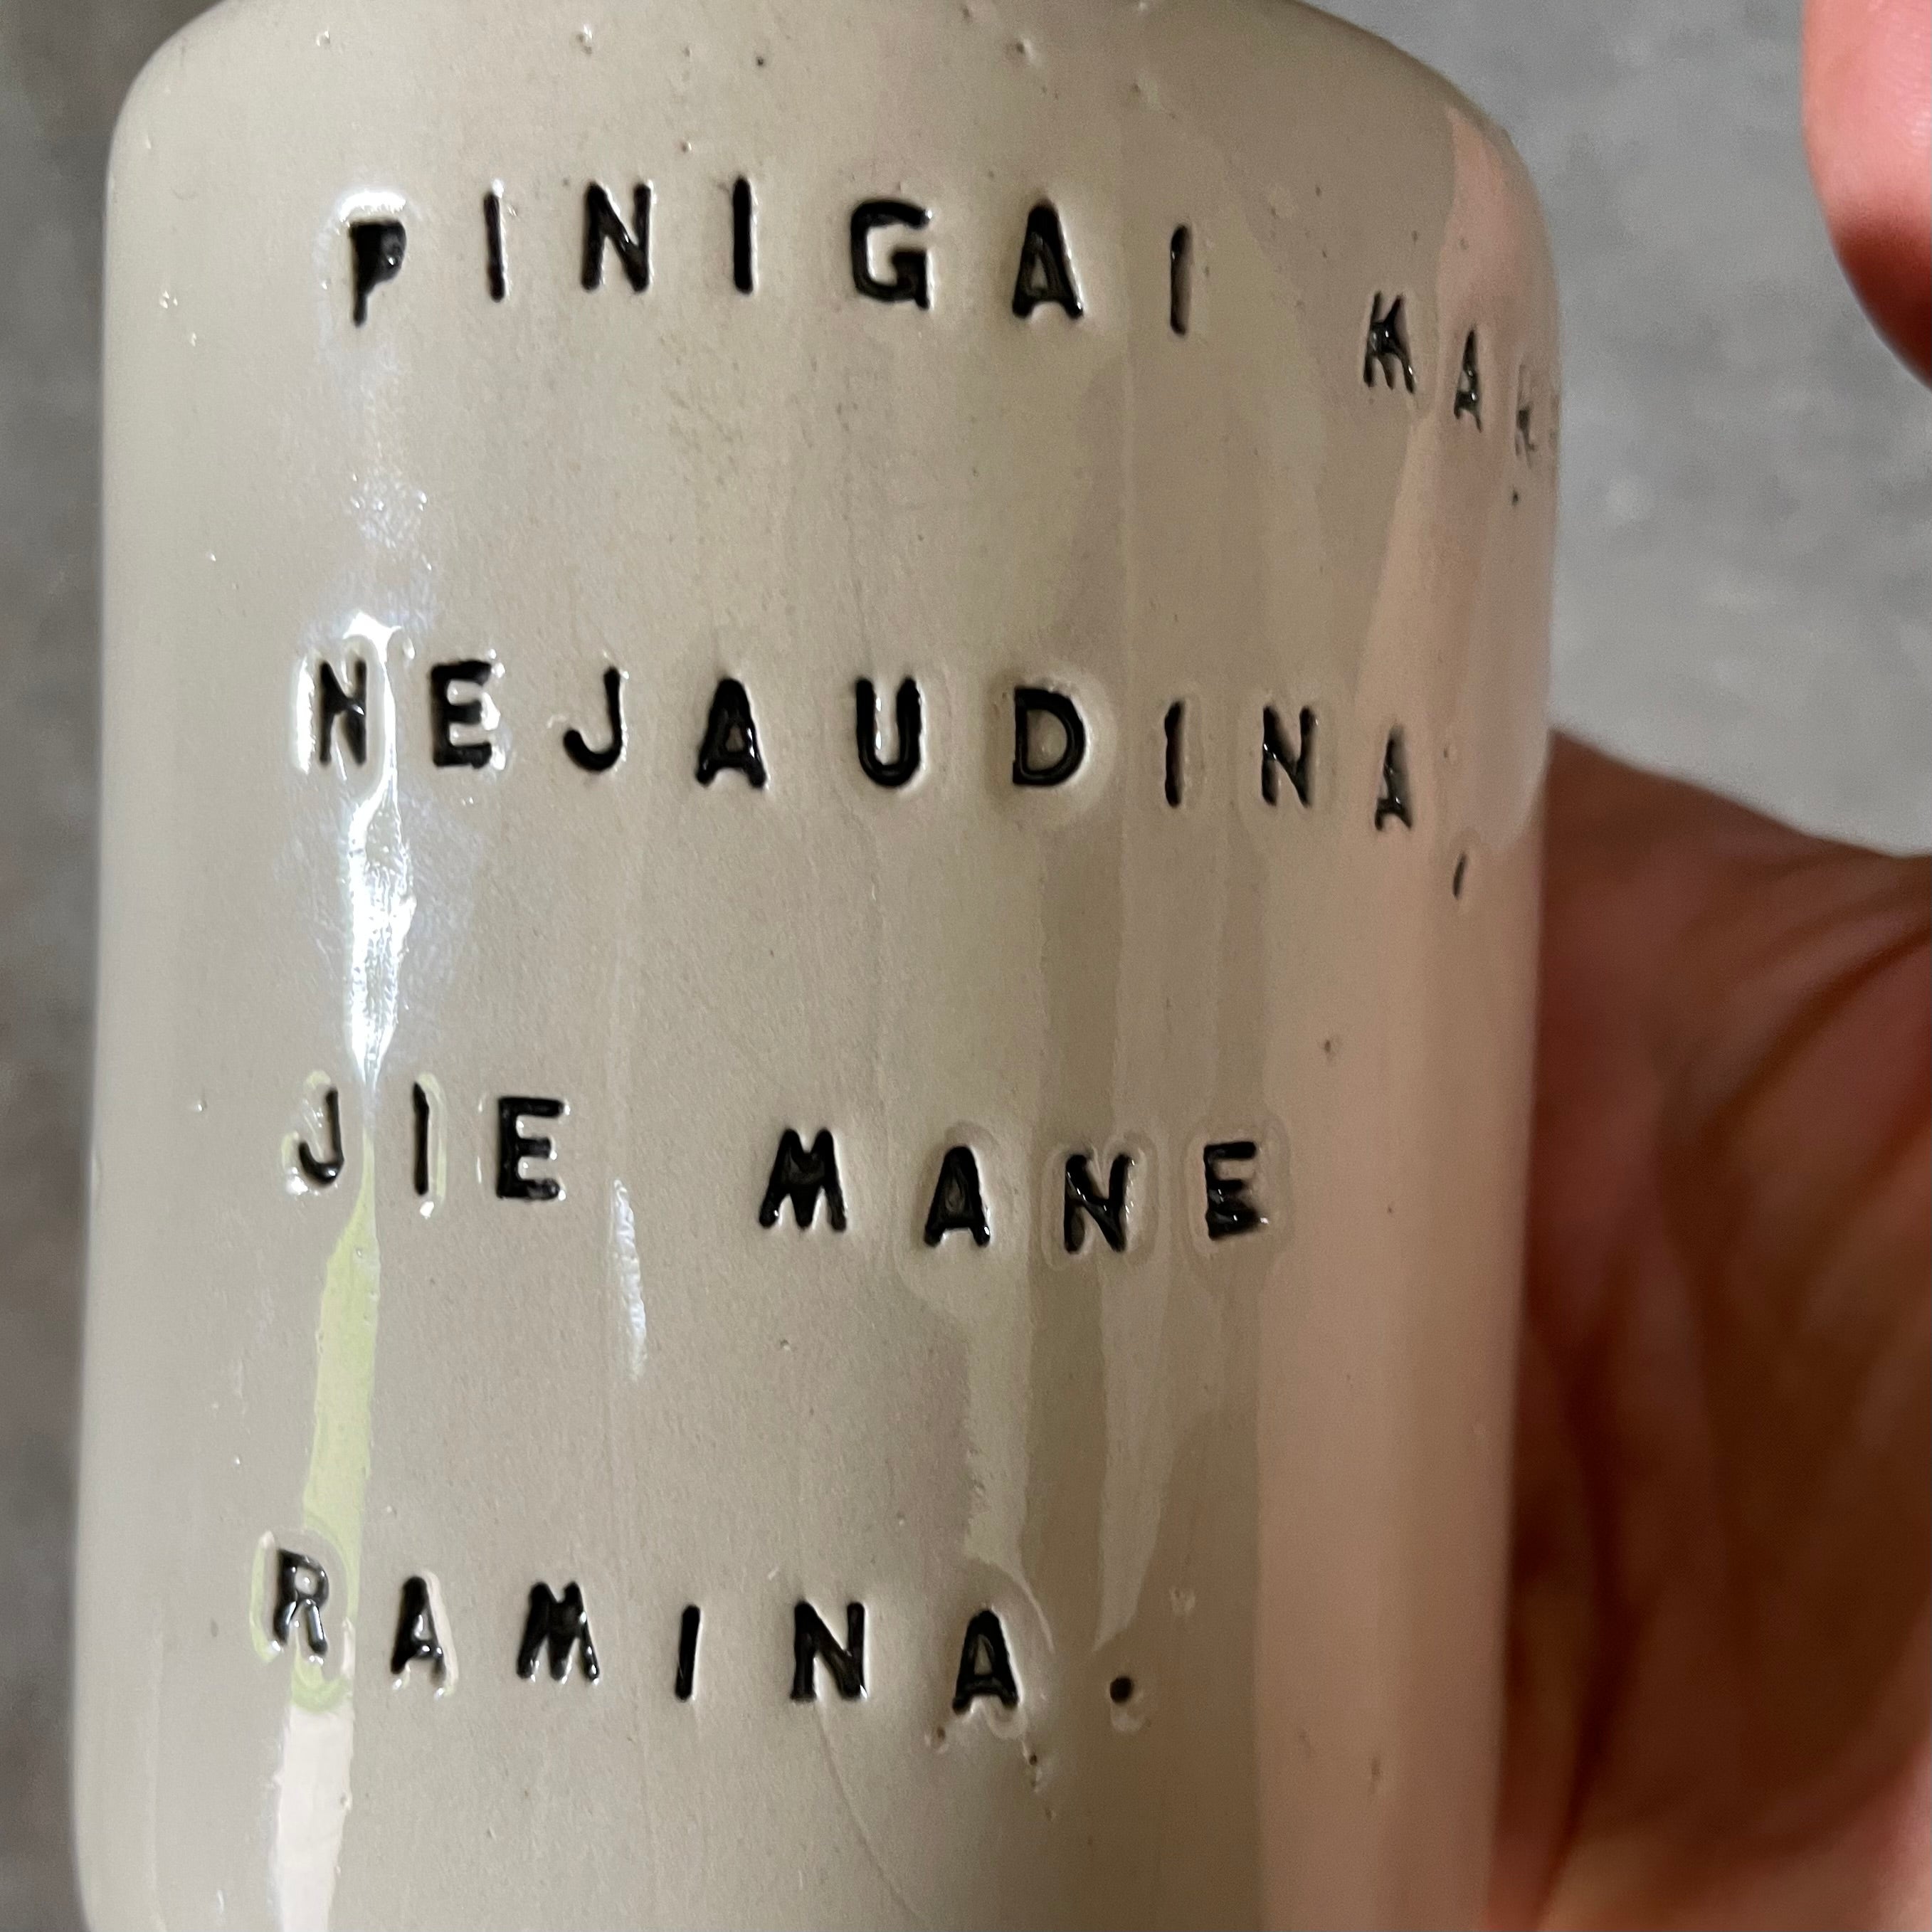 PINIGAI
NEJAUDINA,
JIE MANE
RAMINA.